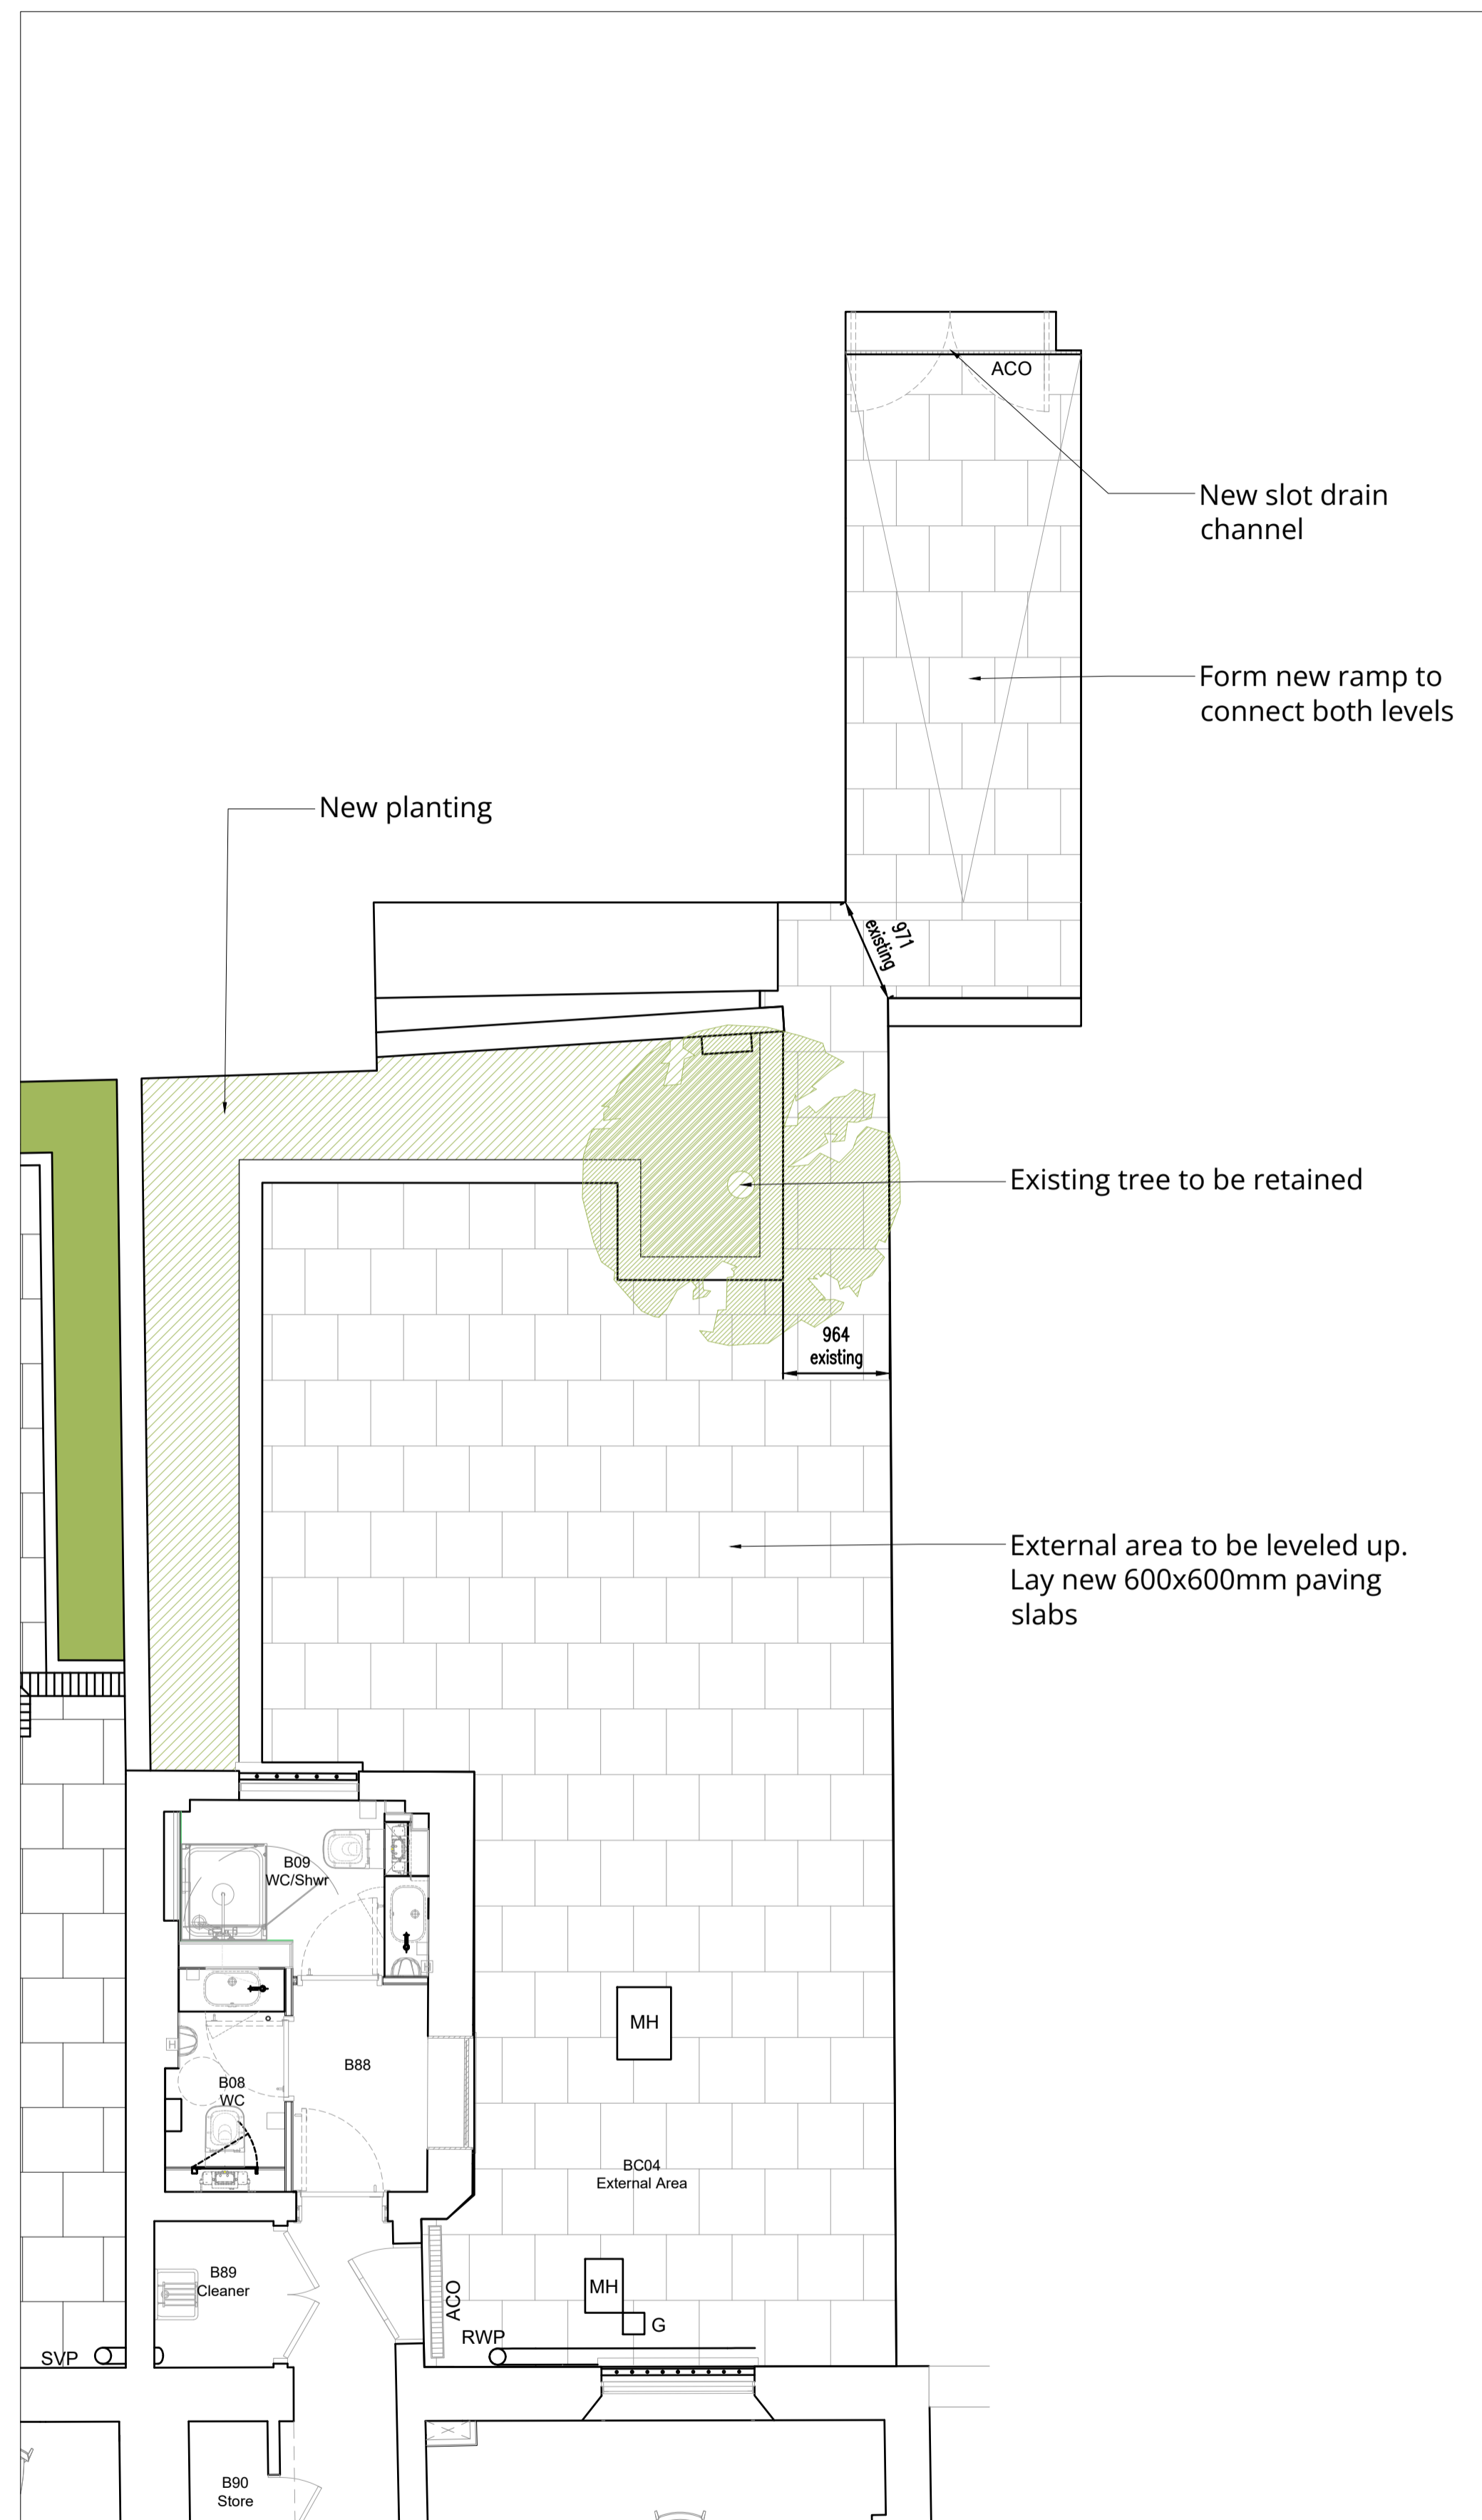 ACO
New slot drain
channel
Form new ramp to
connect both levels
New planting
971
existing
Existing tree to be retained
964
existing
External area to be leveled up.
Lay new 600x600mm paving
slabs
B09
WC/Shwr
H
MH
H
B88
B08
WC
BC04
External Area
B89
Cleaner
ACO
MH
G
RWP
SVP
B90
Store